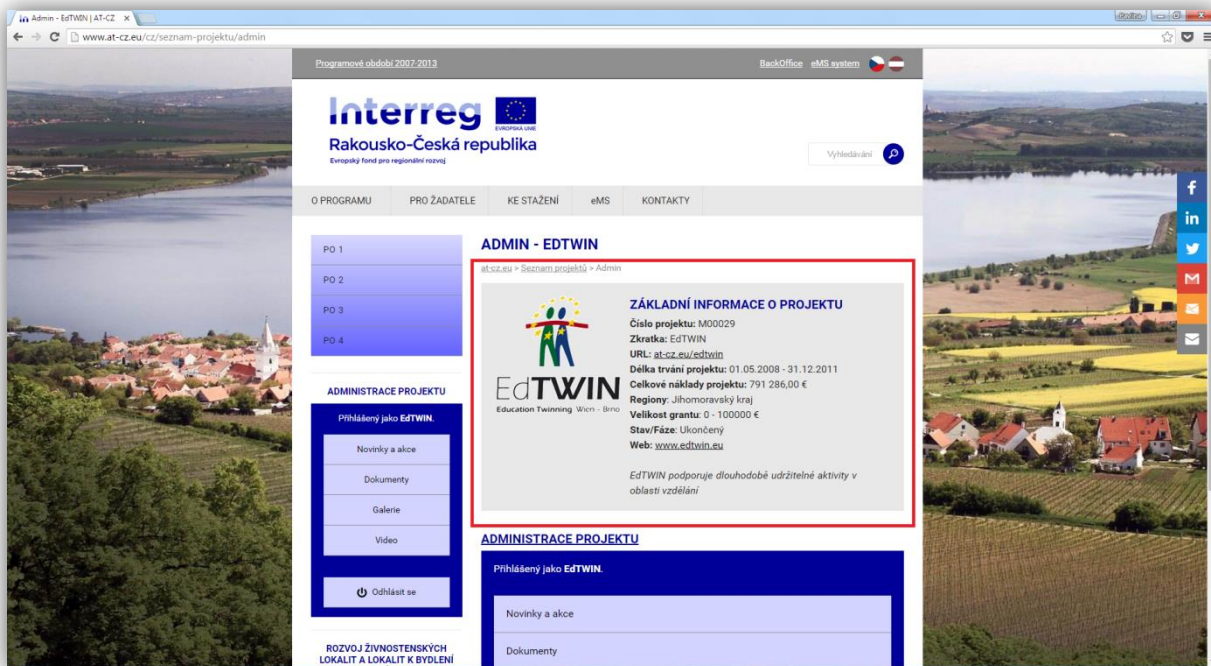 Admin - EdTWIN | AT-CZ
www.at-cz.eu/cz/seznam-projektu/admin
Programové období 2007-2013
BackOffice eMS system
Interreg
EVROPSKÁ UNIE
Rakousko-Česká republika
Evropský fond pro regionální rozvoj
Vyhledávání
O PROGRAMU PRO ŽADATELE KE STAŽENÍ eMS KONTAKTY
PO 1
PO 2
PO 3
PO 4
ADMINISTRACE PROJEKTU
Přihlášený jako EdTWIN.
Novinky a akce
Dokumenty
Galerie
Video
Odhlásit se
ROZVOJ ŽIVNOSTENSKÝCH
LOKALIT A LOKALIT K BYDLENÍ
ADMIN - EDTWIN
at-cz.eu > Seznam projektů > Admin
EdTWIN
Education Twinning Wien - Brno
ZÁKLADNÍ INFORMACE O PROJEKTU
Číslo projektu: M00029
Zkratka: EdTWIN
URL: at-cz.eu/edtwin
Délka trvání projektu: 01.05.2008 - 31.12.2011
Celkové náklady projektu: 791 286,00 €
Regiony: Jihomoravský kraj
Velikost grantu: 0 - 100000 €
Stav/Fáze: Ukončený
Web: www.edtwin.eu
EdTWIN podporuje dlouhodobě udržitelné aktivity v
oblasti vzdělání
ADMINISTRACE PROJEKTU
Přihlášený jako EdTWIN.
Novinky a akce
Dokumenty